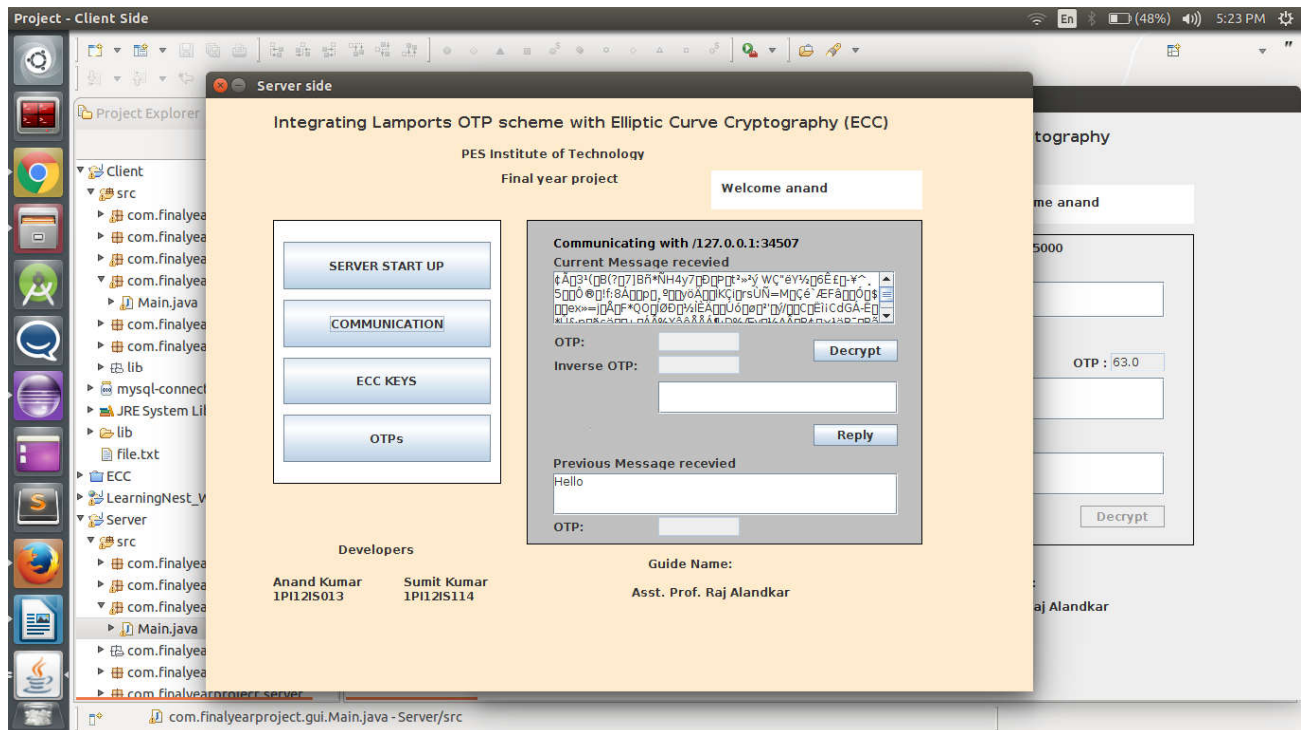 Project - Client Side
En
(48%)
5:23 PM
Project Explorer
Client
src
com.finalyea
com.finalyea
com.finalyea
com.finalyea
Main.java
com.finalyea
com.finalyea
lib
mysql-connect
JRE System Lil
lib
file.txt
ECC
LearningNest_W
Server
src
com.finalyea
com.finalyea
com.finalyea
Main.java
com.finalyea
com.finalyea
com.finalyearproject.server
com.finalyearproject.gui.Main.java - Server/src
Server side
Integrating Lamports OTP scheme with Elliptic Curve Cryptography (ECC)
PES Institute of Technology
Final year project
Welcome anand
SERVER START UP
COMMUNICATION
ECC KEYS
OTPs
Communicating with /127.0.0.1:34507
Current Message recevied
OTP:
Decrypt
Inverse OTP:
Reply
Previous Message recevied
Hello
OTP:
Developers
Anand Kumar
Sumit Kumar
1PI12IS013
1PI12IS114
Guide Name:
Asst. Prof. Raj Alandkar
tography
me anand
5000
OTP : 63.0
Decrypt
:
aj Alandkar